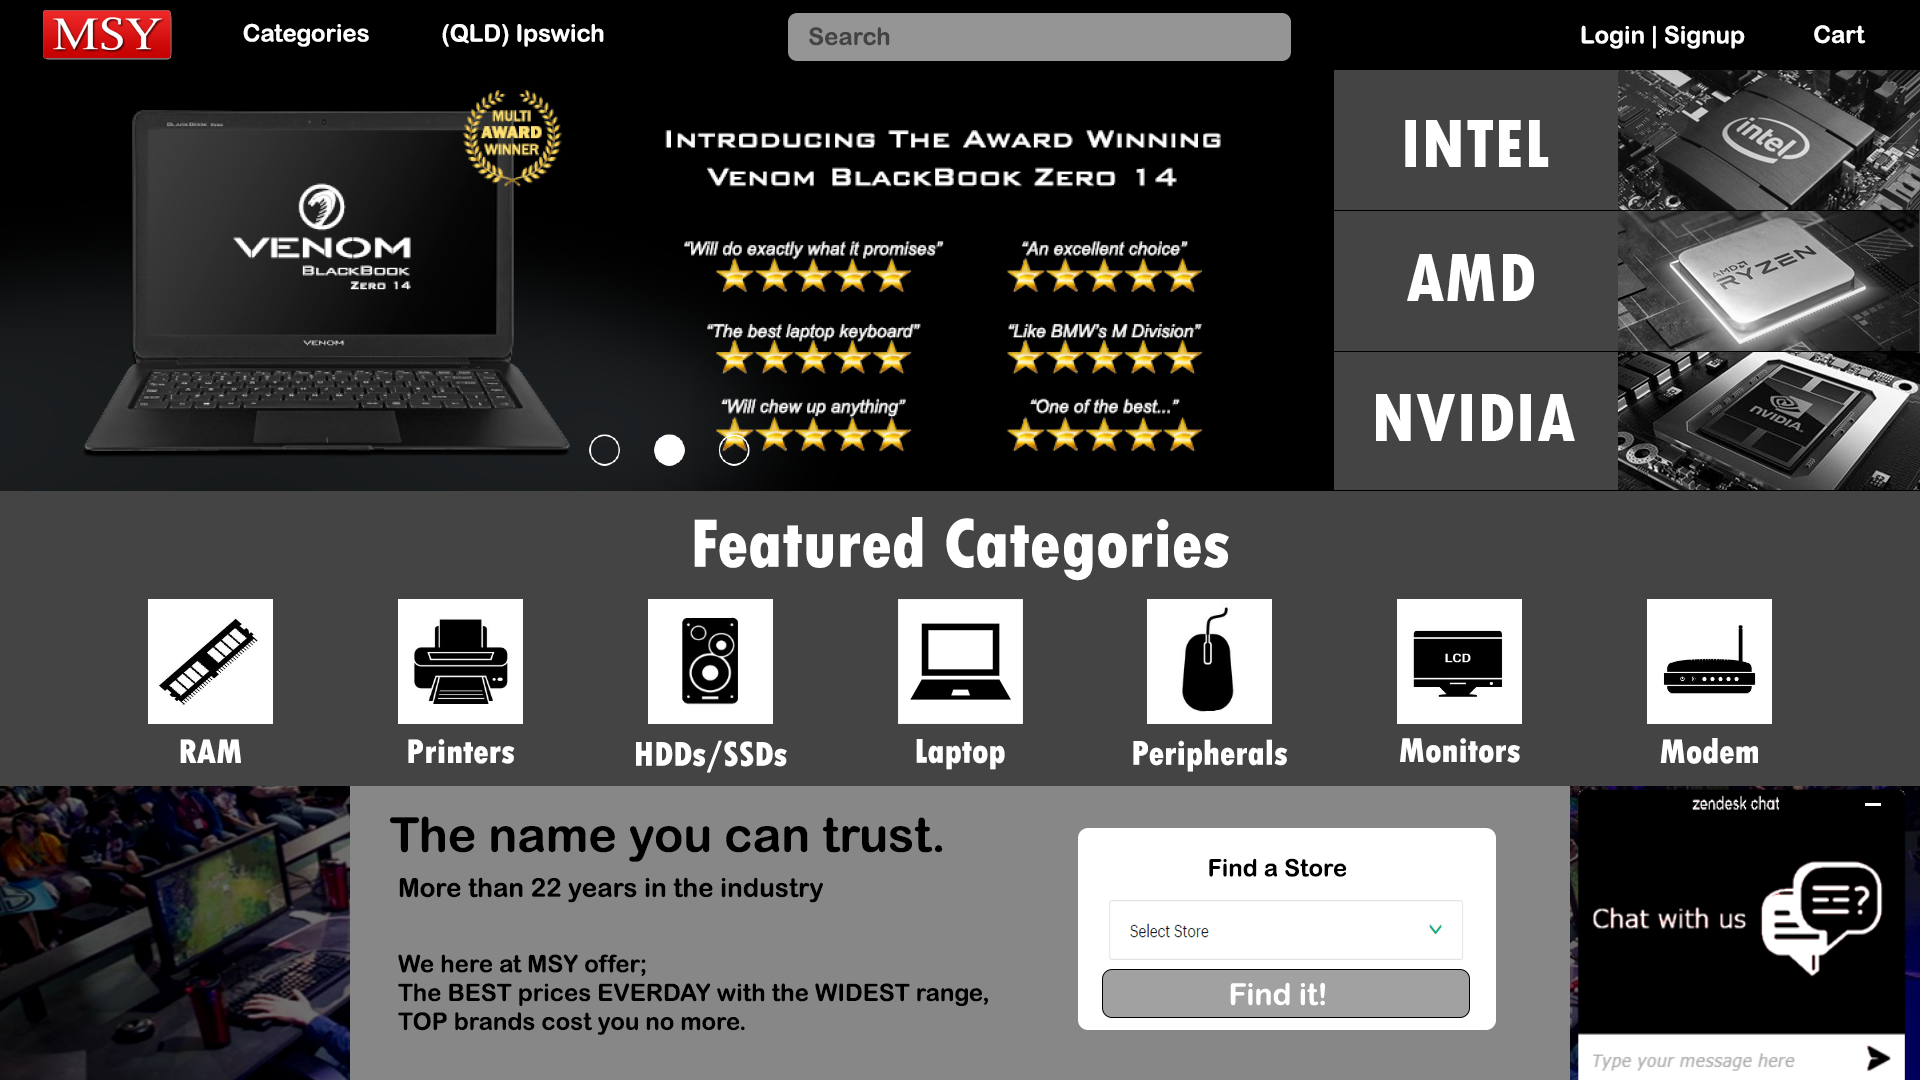 MSY
Categories
(QLD) Ipswich
Search
Login | Signup
Cart
MULTI
AWARD
WINNER
VENOM
BLACKBOOK
ZERO 14
VENOM
INTRODUCING THE AWARD WINNING
VENOM BLACKBOOK ZERO 14
“Will do exactly what it promises”
“An excellent choice”
“The best laptop keyboard”
“Like BMW’s M Division”
“Will chew up anything”
“One of the best...”
INTEL
intel
AMD
AMD
RYZEN
NVIDIA
NVIDIA.
Featured Categories
RAM
Printers
HDDs/SSDs
Laptop
Peripherals
LCD
Monitors
Modem
The name you can trust.
More than 22 years in the industry
We here at MSY offer;
The BEST prices EVERDAY with the WIDEST range,
TOP brands cost you no more.
Find a Store
Select Store
Find it!
zendesk chat
Chat with us
Type your message here